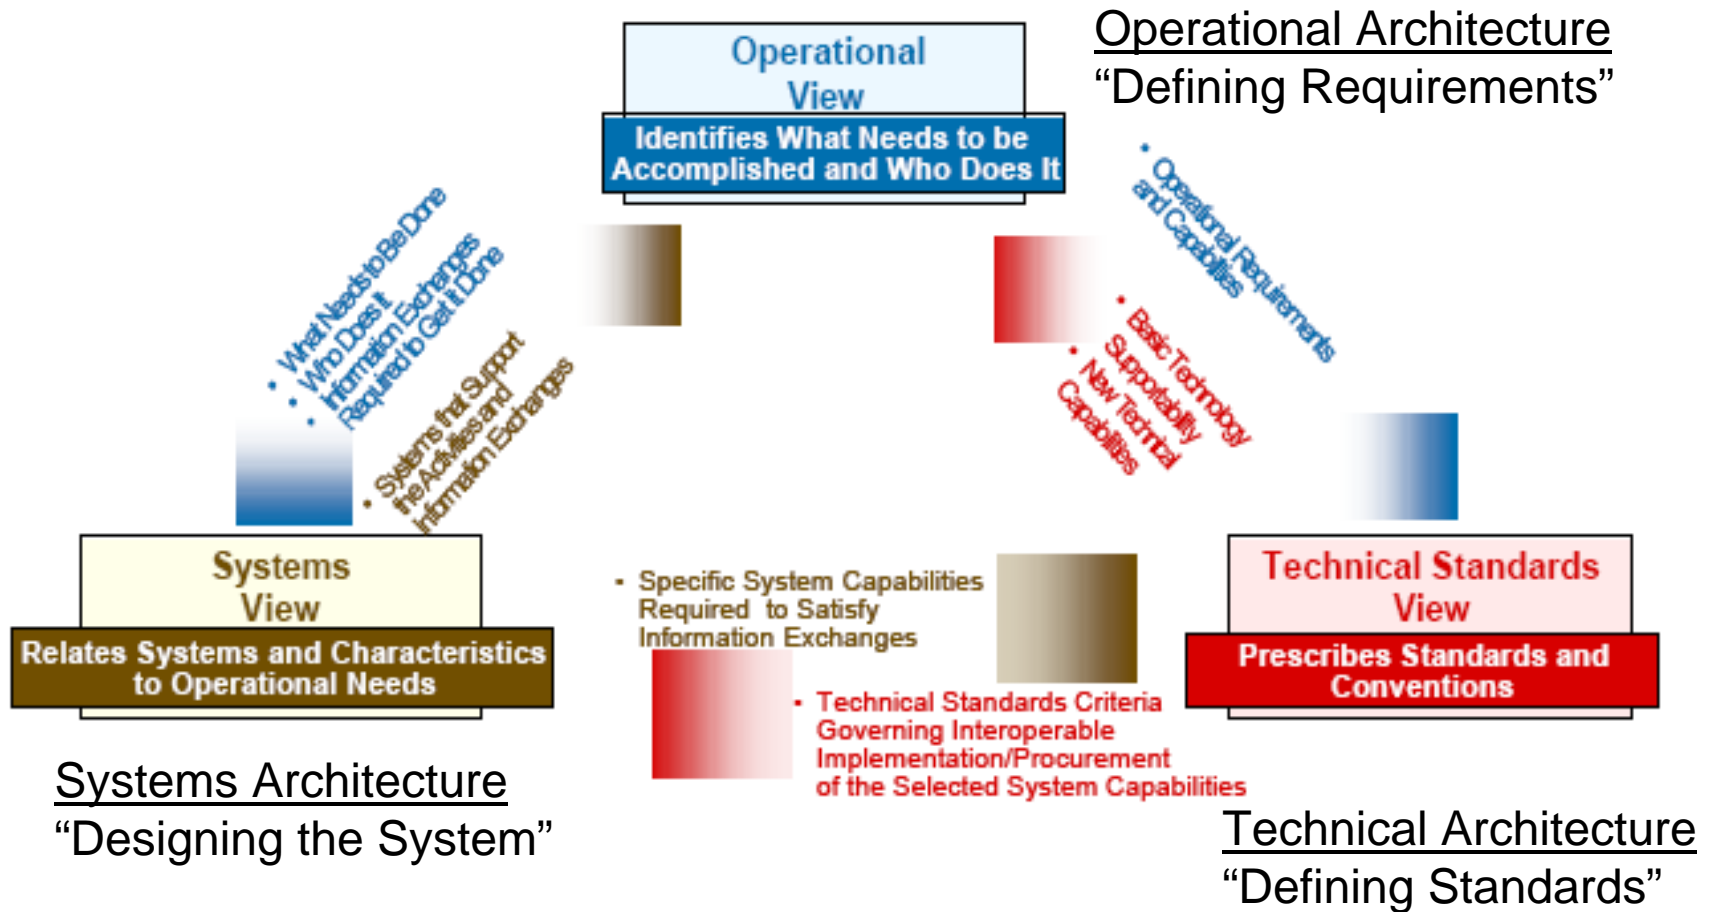 Operational Architecture
“Defining Requirements”
Operational
View
Identifies What Needs to be
Accomplished and Who Does It
• What Needs to Be Done
• Who Does It
• Information Exchanges
Required to Get it Done
• Systems that Support
the Activities and
Information Exchanges
• Operational Requirements
and Capabilities
• Basic Technology
Supportability
• New Technical
Capabilities
Systems
View
Relates Systems and Characteristics
to Operational Needs
▪ Specific System Capabilities
Required to Satisfy
Information Exchanges
▪ Technical Standards Criteria
Governing Interoperable
Implementation/Procurement
of the Selected System Capabilities
Technical Standards
View
Prescribes Standards and
Conventions
Systems Architecture
“Designing the System”
Technical Architecture
“Defining Standards”